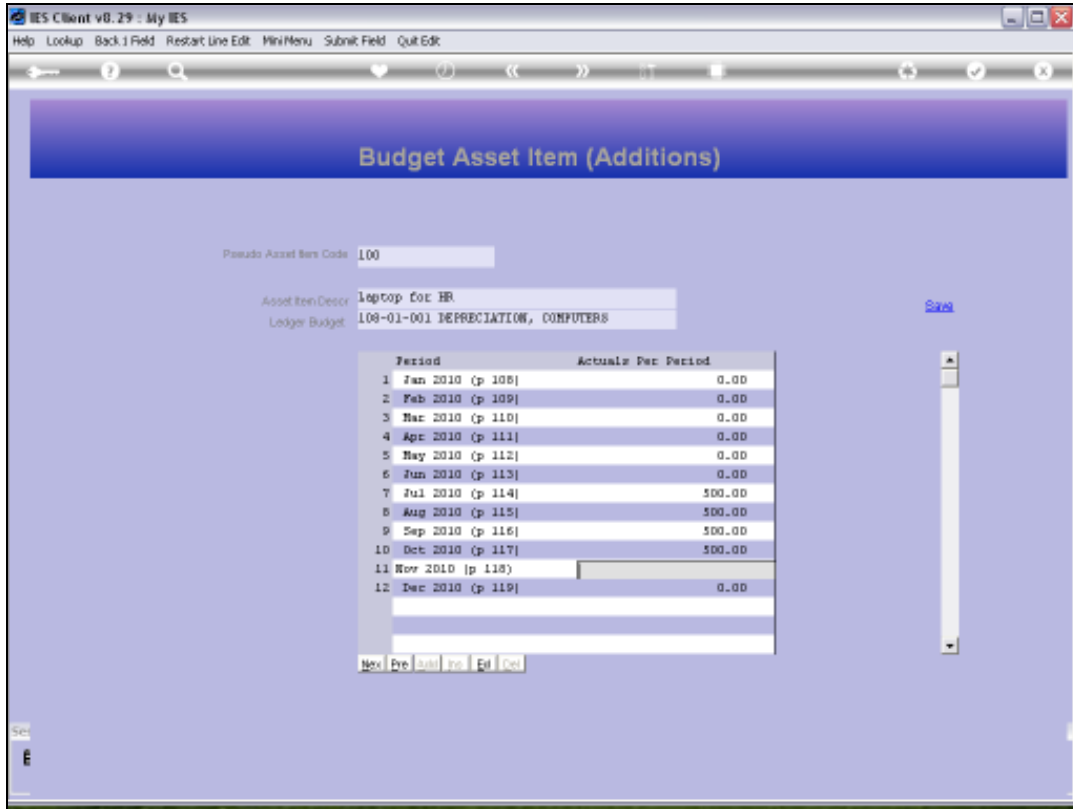 IES Client v8.29 : My IES
Help Lookup Back 1 Field Restart Line Edit MiniMenu Submit Field Quit Edit
Budget Asset Item (Additions)
Pseudo Asset Item Code 100
Asset Item Descr laptop for HR
Save
Ledger Budget 108-01-001 DEPRECIATION, COMPUTERS
Period Actuals Per Period
1 Jan 2010 (p 108) 0.00
2 Feb 2010 (p 109) 0.00
3 Mar 2010 (p 110) 0.00
4 Apr 2010 (p 111) 0.00
5 May 2010 (p 112) 0.00
6 Jun 2010 (p 113) 0.00
7 Jul 2010 (p 114) 500.00
8 Aug 2010 (p 115) 500.00
9 Sep 2010 (p 116) 500.00
10 Oct 2010 (p 117) 500.00
11 Nov 2010 (p 118)
12 Dec 2010 (p 119) 0.00
Nex Pre Add Ins Ed Del
Ses